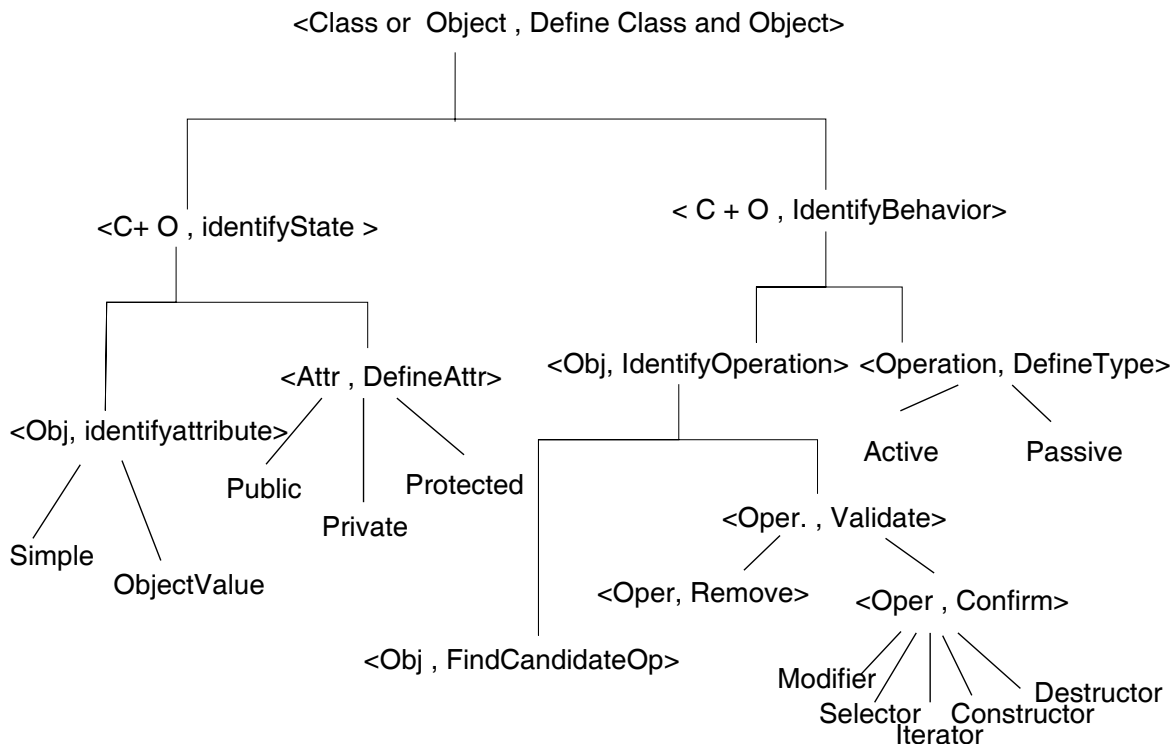 <Class or Object , Define Class and Object>
<C+ O , identifyState >
< C + O , IdentifyBehavior>
<Obj, IdentifyOperation>
<Operation, DefineType>
<Attr , DefineAttr>
<Obj, identifyattribute>
Active
Passive
Public
Protected
Private
<Oper. , Validate>
Simple
ObjectValue
<Oper, Remove>
<Oper , Confirm>
<Obj , FindCandidateOp>
Modifier
Destructor
Selector
Constructor
Iterator